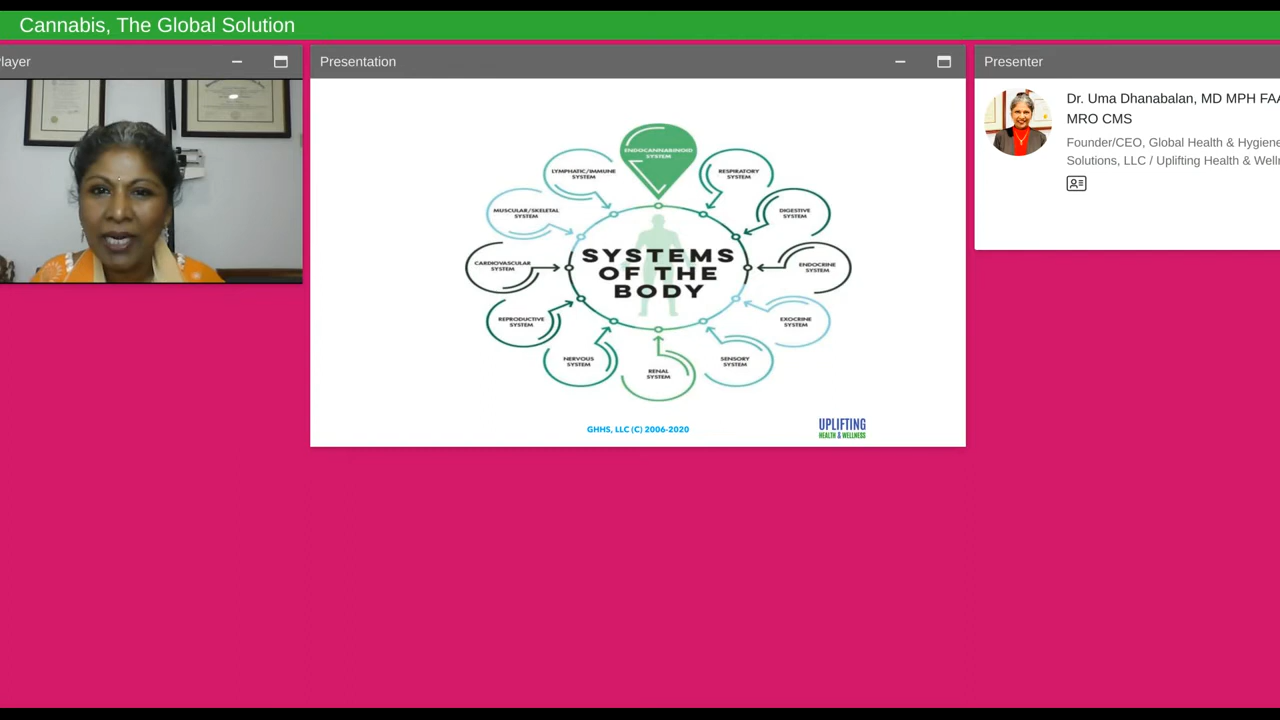 Cannabis, The Global Solution
layer
Presentation
Presenter
Dr. Uma Dhanabalan, MD MPH FAA
MRO CMS
Founder/CEO, Global Health & Hygiene
Solutions, LLC / Uplifting Health & Well
ENDOCANNABINOID
SYSTEM
LYMPHATIC/IMMUNE
SYSTEM
RESPIRATORY
SYSTEM
MUSCULAR/SKELETAL
SYSTEM
DIGESTIVE
SYSTEM
CARDIOVASCULAR
SYSTEM
SYSTEMS
OF THE
BODY
ENDOCRINE
SYSTEM
REPRODUCTIVE
SYSTEM
EXOCRINE
SYSTEM
NERVOUS
SYSTEM
RENAL
SYSTEM
SENSORY
SYSTEM
GHHS, LLC (C) 2006-2020
UPLIFTING
HEALTH & WELLNESS